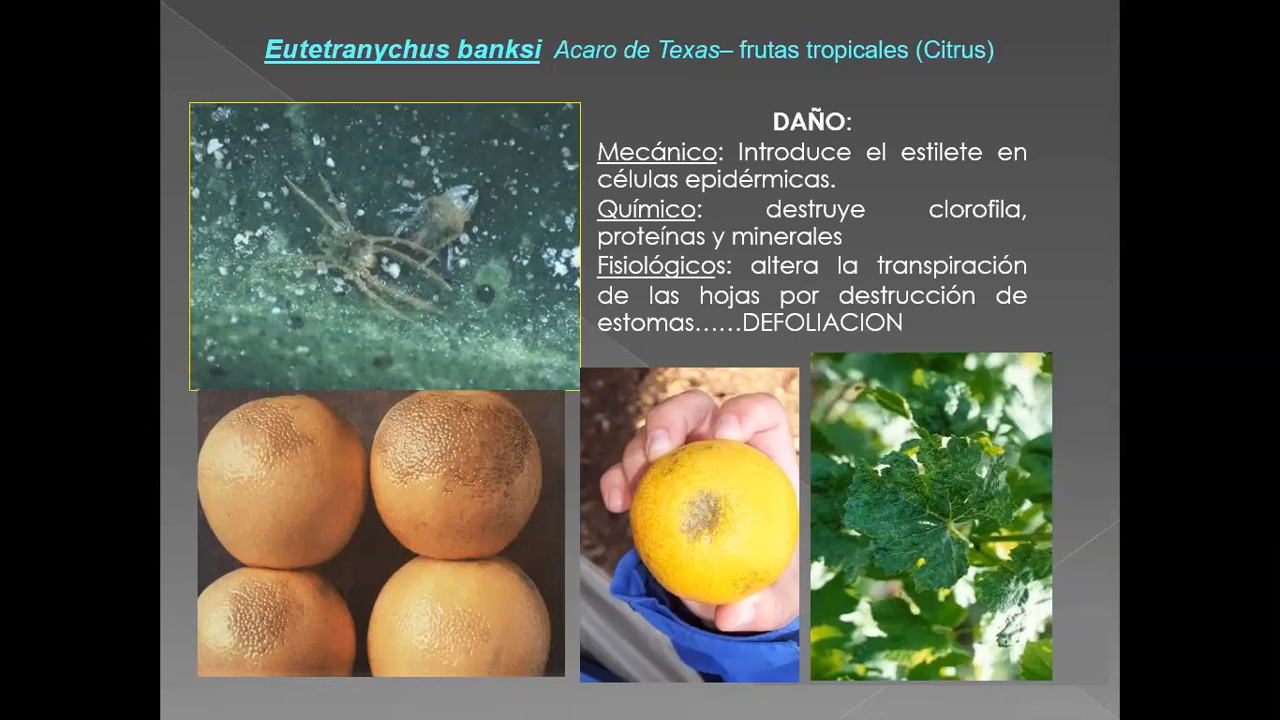 Eutetranychus banksi Acaro de Texas– frutas tropicales (Citrus)
DAÑO:
Mecánico: Introduce el estilete en
células epidérmicas.
Químico: destruye clorofila,
proteínas y minerales
Fisiológicos: altera la transpiración
de las hojas por destrucción de
estomas......DEFOLIACION